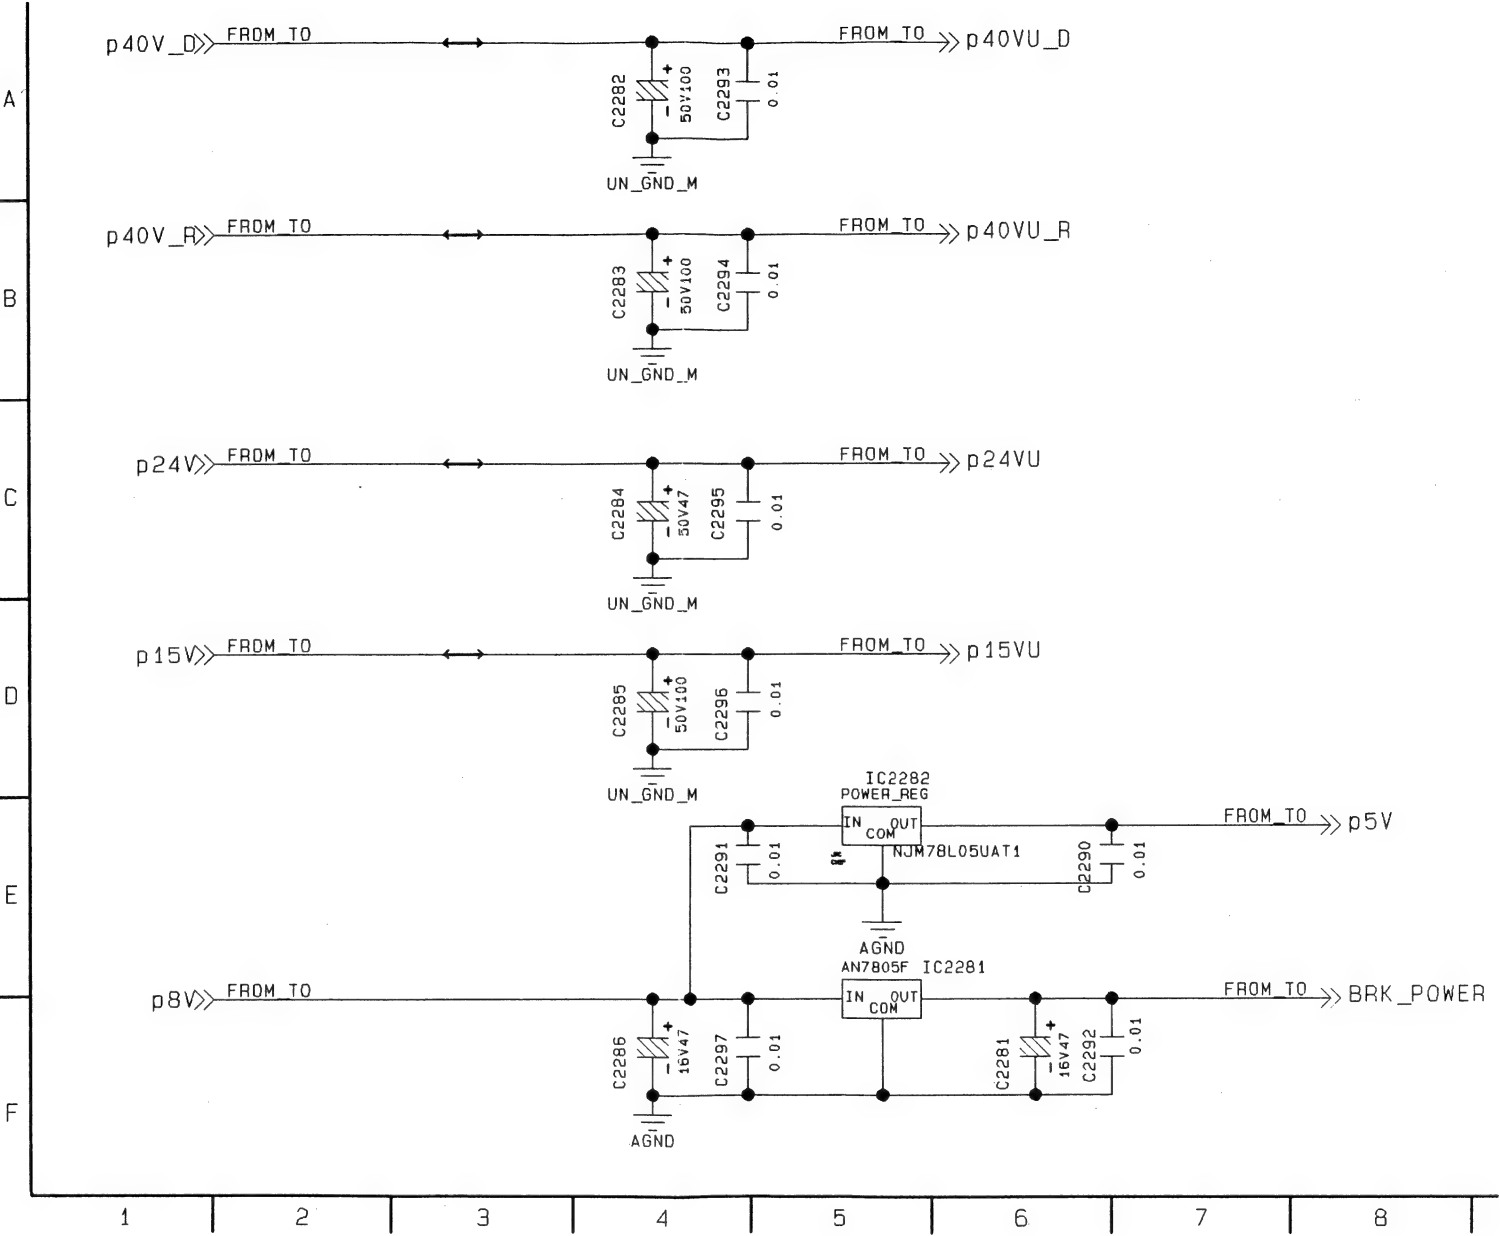 A
p40V_D FROM_TO FROM_TO p40VU_D
C2282 + - 50V100 C2293 0.01
UN_GND_M
B
p40V_R FROM_TO FROM_TO p40VU_R
C2283 + - 50V100 C2294 0.01
UN_GND_M
C
p24V FROM_TO FROM_TO p24VU
C2284 + - 50V47 C2295 0.01
UN_GND_M
D
p15V FROM_TO FROM_TO p15VU
C2285 + - 50V100 C2296 0.01
UN_GND_M
E
IC2282
POWER_REG
IN OUT FROM_TO p5V
COM
NJM78L05UAT1
C2291 0.01 C2290 0.01
AGND
AN7805F IC2281
F
p8V FROM_TO IN OUT FROM_TO BRK_POWER
COM
C2286 + - 16V47 C2297 0.01 C2281 + - 16V47 C2292 0.01
AGND
1 2 3 4 5 6 7 8